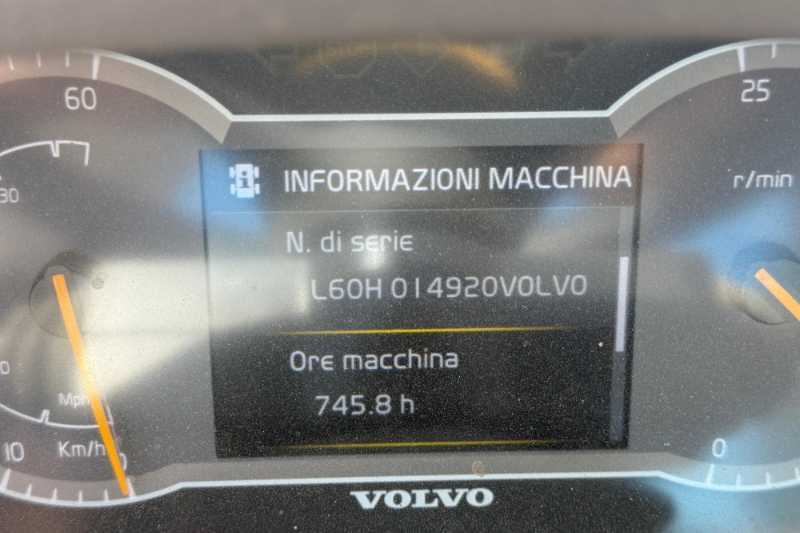 60
25
INFORMAZIONI MACCHINA
r/min
30
N. di serie
L60H 014920VOLVO
Ore macchina
745.8 h
Mph
Km/h
10
0
0
VOLVO